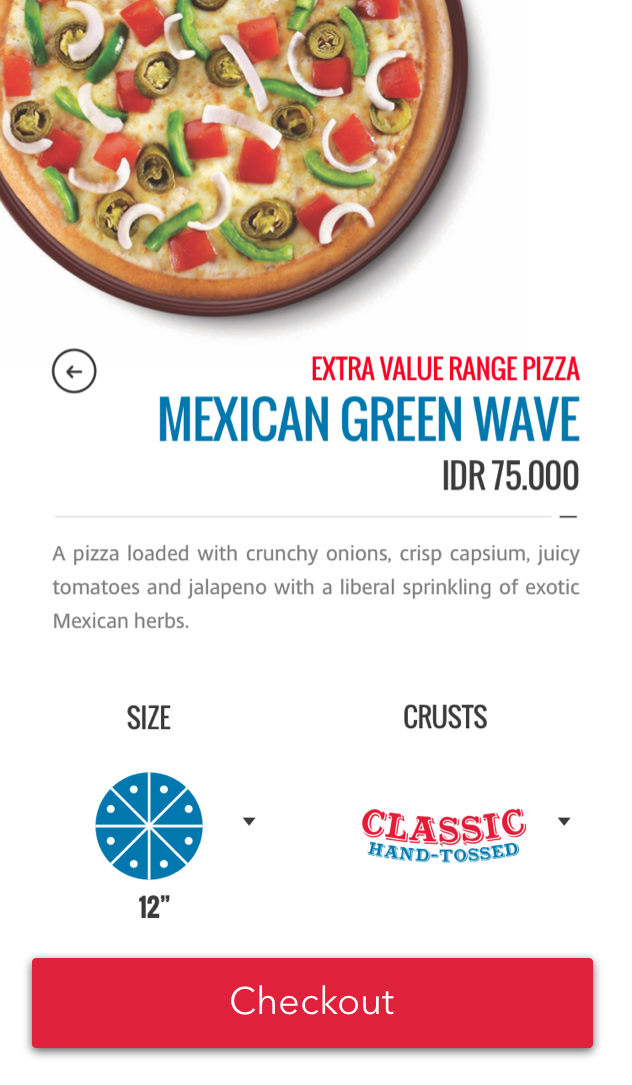 EXTRA VALUE RANGE PIZZA
MEXICAN GREEN WAVE
IDR 75.000
A pizza loaded with crunchy onions, crisp capsium, juicy
tomatoes and jalapeno with a liberal sprinkling of exotic
Mexican herbs.
SIZE
CRUSTS
CLASSIC
HAND-TOSSED
12”
Checkout